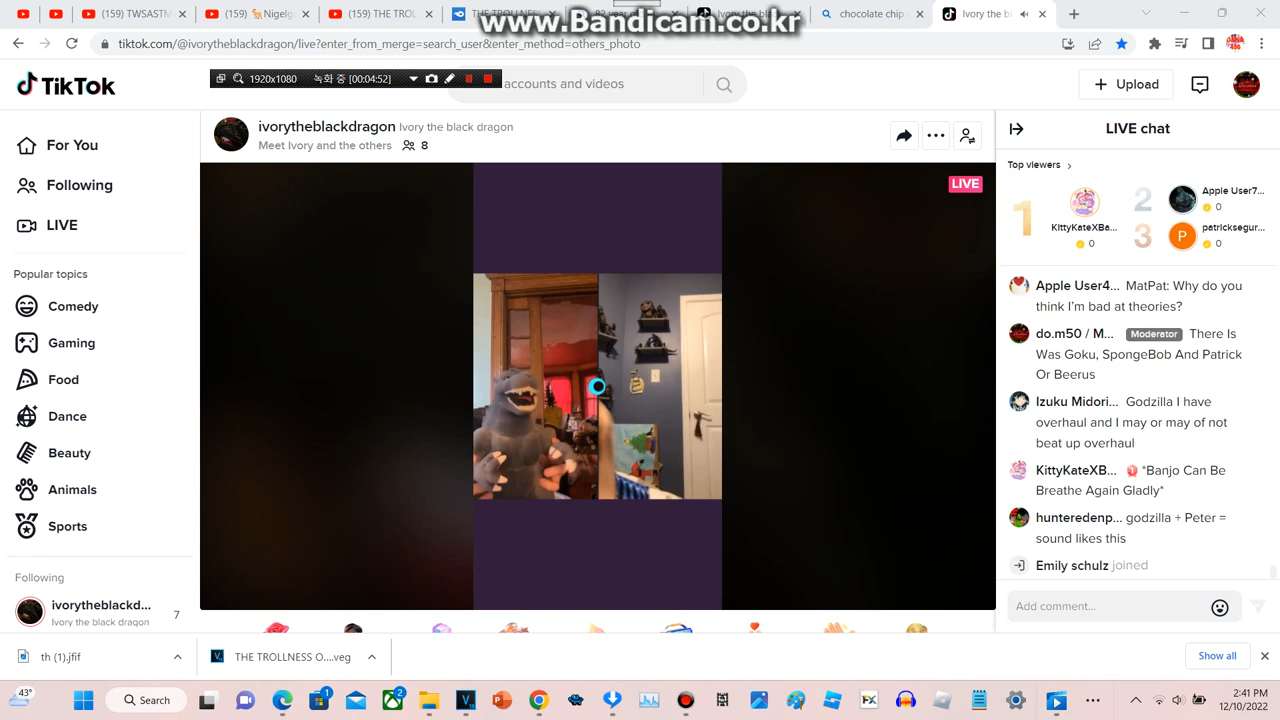 (159) TWSASTM
(159) 🐪Nigelg
(159) THE TROL
THE TROLLNES
82 year
Ivory the bl
chocolate chip
Ivory the b
www.Bandicam.co.kr
tiktok.com/@ivorytheblackdragon/live?enter_from_merge=search_user&enter_method=others_photo
1920x1080 녹화 중 [00:04:52]
TikTok
accounts and videos
Upload
For You
Following
LIVE
Popular topics
Comedy
Gaming
Food
Dance
Beauty
Animals
Sports
Following
ivorytheblackd...
Ivory the black dragon
7
ivorytheblackdragon Ivory the black dragon
Meet Ivory and the others 8
LIVE
LIVE chat
Top viewers
1
KittyKateXBa...
0
2
Apple User7...
0
3
P
patricksegur...
0
Apple User4... MatPat: Why do you
think I'm bad at theories?
do.m50 / M... Moderator There Is
Was Goku, SpongeBob And Patrick
Or Beerus
Izuku Midori... Godzilla I have
overhaul and I may or may of not
beat up overhaul
KittyKateXB... *Banjo Can Be
Breathe Again Gladly*
hunteredenp... godzilla + Peter =
sound likes this
Emily schulz joined
Add comment...
th (1).jfif
THE TROLLNESS O....veg
Show all
43°
Search
1
2
2:41 PM
12/10/2022